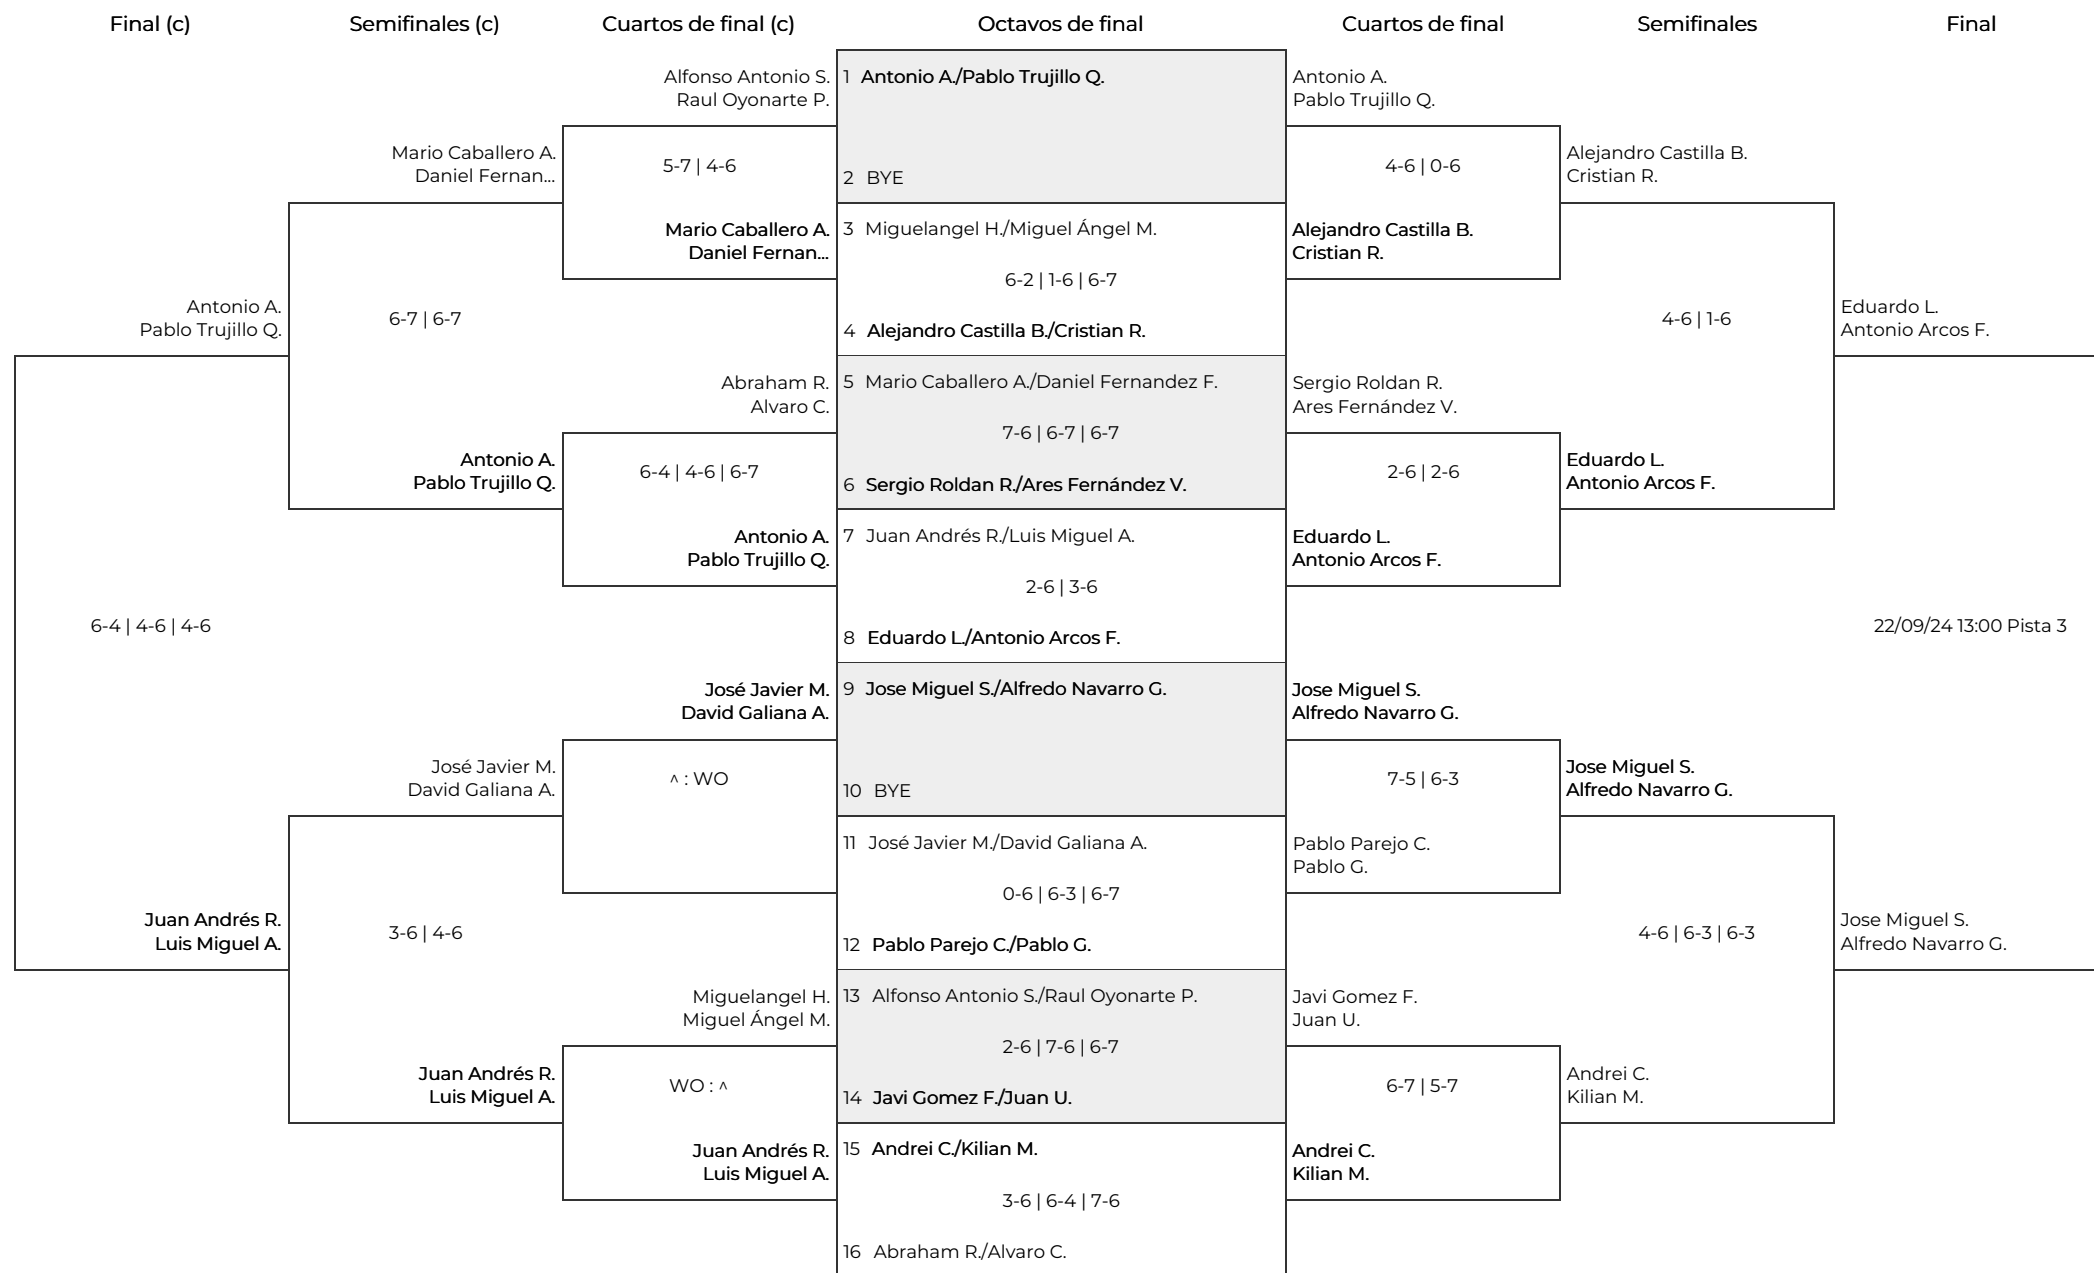 Final (c)
Semifinales (c)
Cuartos de final (c)
Octavos de final
Cuartos de final
Semifinales
Final
Antonio A.
Pablo Trujillo Q.
6-4 | 4-6 | 4-6
Juan Andrés R.
Luis Miguel A.
Mario Caballero A.
Daniel Fernan...
6-7 | 6-7
Antonio A.
Pablo Trujillo Q.
José Javier M.
David Galiana A.
3-6 | 4-6
Juan Andrés R.
Luis Miguel A.
Alfonso Antonio S.
Raul Oyonarte P.
5-7 | 4-6
Mario Caballero A.
Daniel Fernan...
Abraham R.
Alvaro C.
6-4 | 4-6 | 6-7
Antonio A.
Pablo Trujillo Q.
José Javier M.
David Galiana A.
^ : WO
Miguelangel H.
Miguel Ángel M.
WO : ^
Juan Andrés R.
Luis Miguel A.
1 Antonio A./Pablo Trujillo Q.
2 BYE
3 Miguelangel H./Miguel Ángel M.
6-2 | 1-6 | 6-7
4 Alejandro Castilla B./Cristian R.
5 Mario Caballero A./Daniel Fernandez F.
7-6 | 6-7 | 6-7
6 Sergio Roldan R./Ares Fernández V.
7 Juan Andrés R./Luis Miguel A.
2-6 | 3-6
8 Eduardo L./Antonio Arcos F.
9 Jose Miguel S./Alfredo Navarro G.
10 BYE
11 José Javier M./David Galiana A.
0-6 | 6-3 | 6-7
12 Pablo Parejo C./Pablo G.
13 Alfonso Antonio S./Raul Oyonarte P.
2-6 | 7-6 | 6-7
14 Javi Gomez F./Juan U.
15 Andrei C./Kilian M.
3-6 | 6-4 | 7-6
16 Abraham R./Alvaro C.
Antonio A.
Pablo Trujillo Q.
4-6 | 0-6
Alejandro Castilla B.
Cristian R.
Sergio Roldan R.
Ares Fernández V.
2-6 | 2-6
Eduardo L.
Antonio Arcos F.
Jose Miguel S.
Alfredo Navarro G.
7-5 | 6-3
Pablo Parejo C.
Pablo G.
Javi Gomez F.
Juan U.
6-7 | 5-7
Andrei C.
Kilian M.
Alejandro Castilla B.
Cristian R.
4-6 | 1-6
Eduardo L.
Antonio Arcos F.
Jose Miguel S.
Alfredo Navarro G.
4-6 | 6-3 | 6-3
Andrei C.
Kilian M.
Eduardo L.
Antonio Arcos F.
22/09/24 13:00 Pista 3
Jose Miguel S.
Alfredo Navarro G.